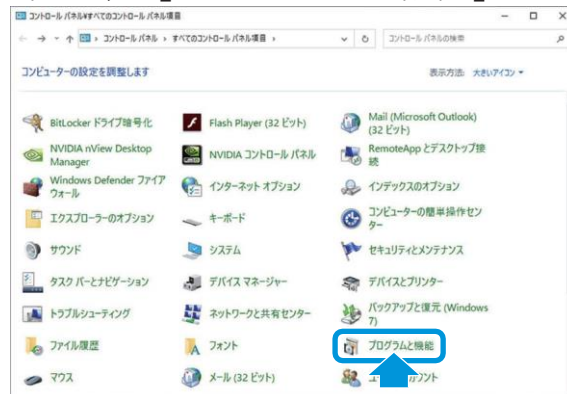 コントロール パネル¥すべてのコントロール パネル項目
コントロール パネル › すべてのコントロール パネル項目 ›
コントロール パネルの検索
コンピューターの設定を調整します
表示方法: 大きいアイコン
BitLocker ドライブ暗号化
Flash Player (32 ビット)
Mail (Microsoft Outlook)
(32 ビット)
NVIDIA nView Desktop
Manager
NVIDIA コントロール パネル
RemoteApp とデスクトップ接
続
Windows Defender ファイア
ウォール
インターネット オプション
インデックスのオプション
エクスプローラーのオプション
キーボード
コンピューターの簡単操作セン
ター
サウンド
システム
セキュリティとメンテナンス
タスク バーとナビゲーション
デバイス マネージャー
デバイスとプリンター
トラブルシューティング
ネットワークと共有センター
バックアップと復元 (Windows
7)
ファイル履歴
フォント
プログラムと機能
マウス
メール (32 ビット)